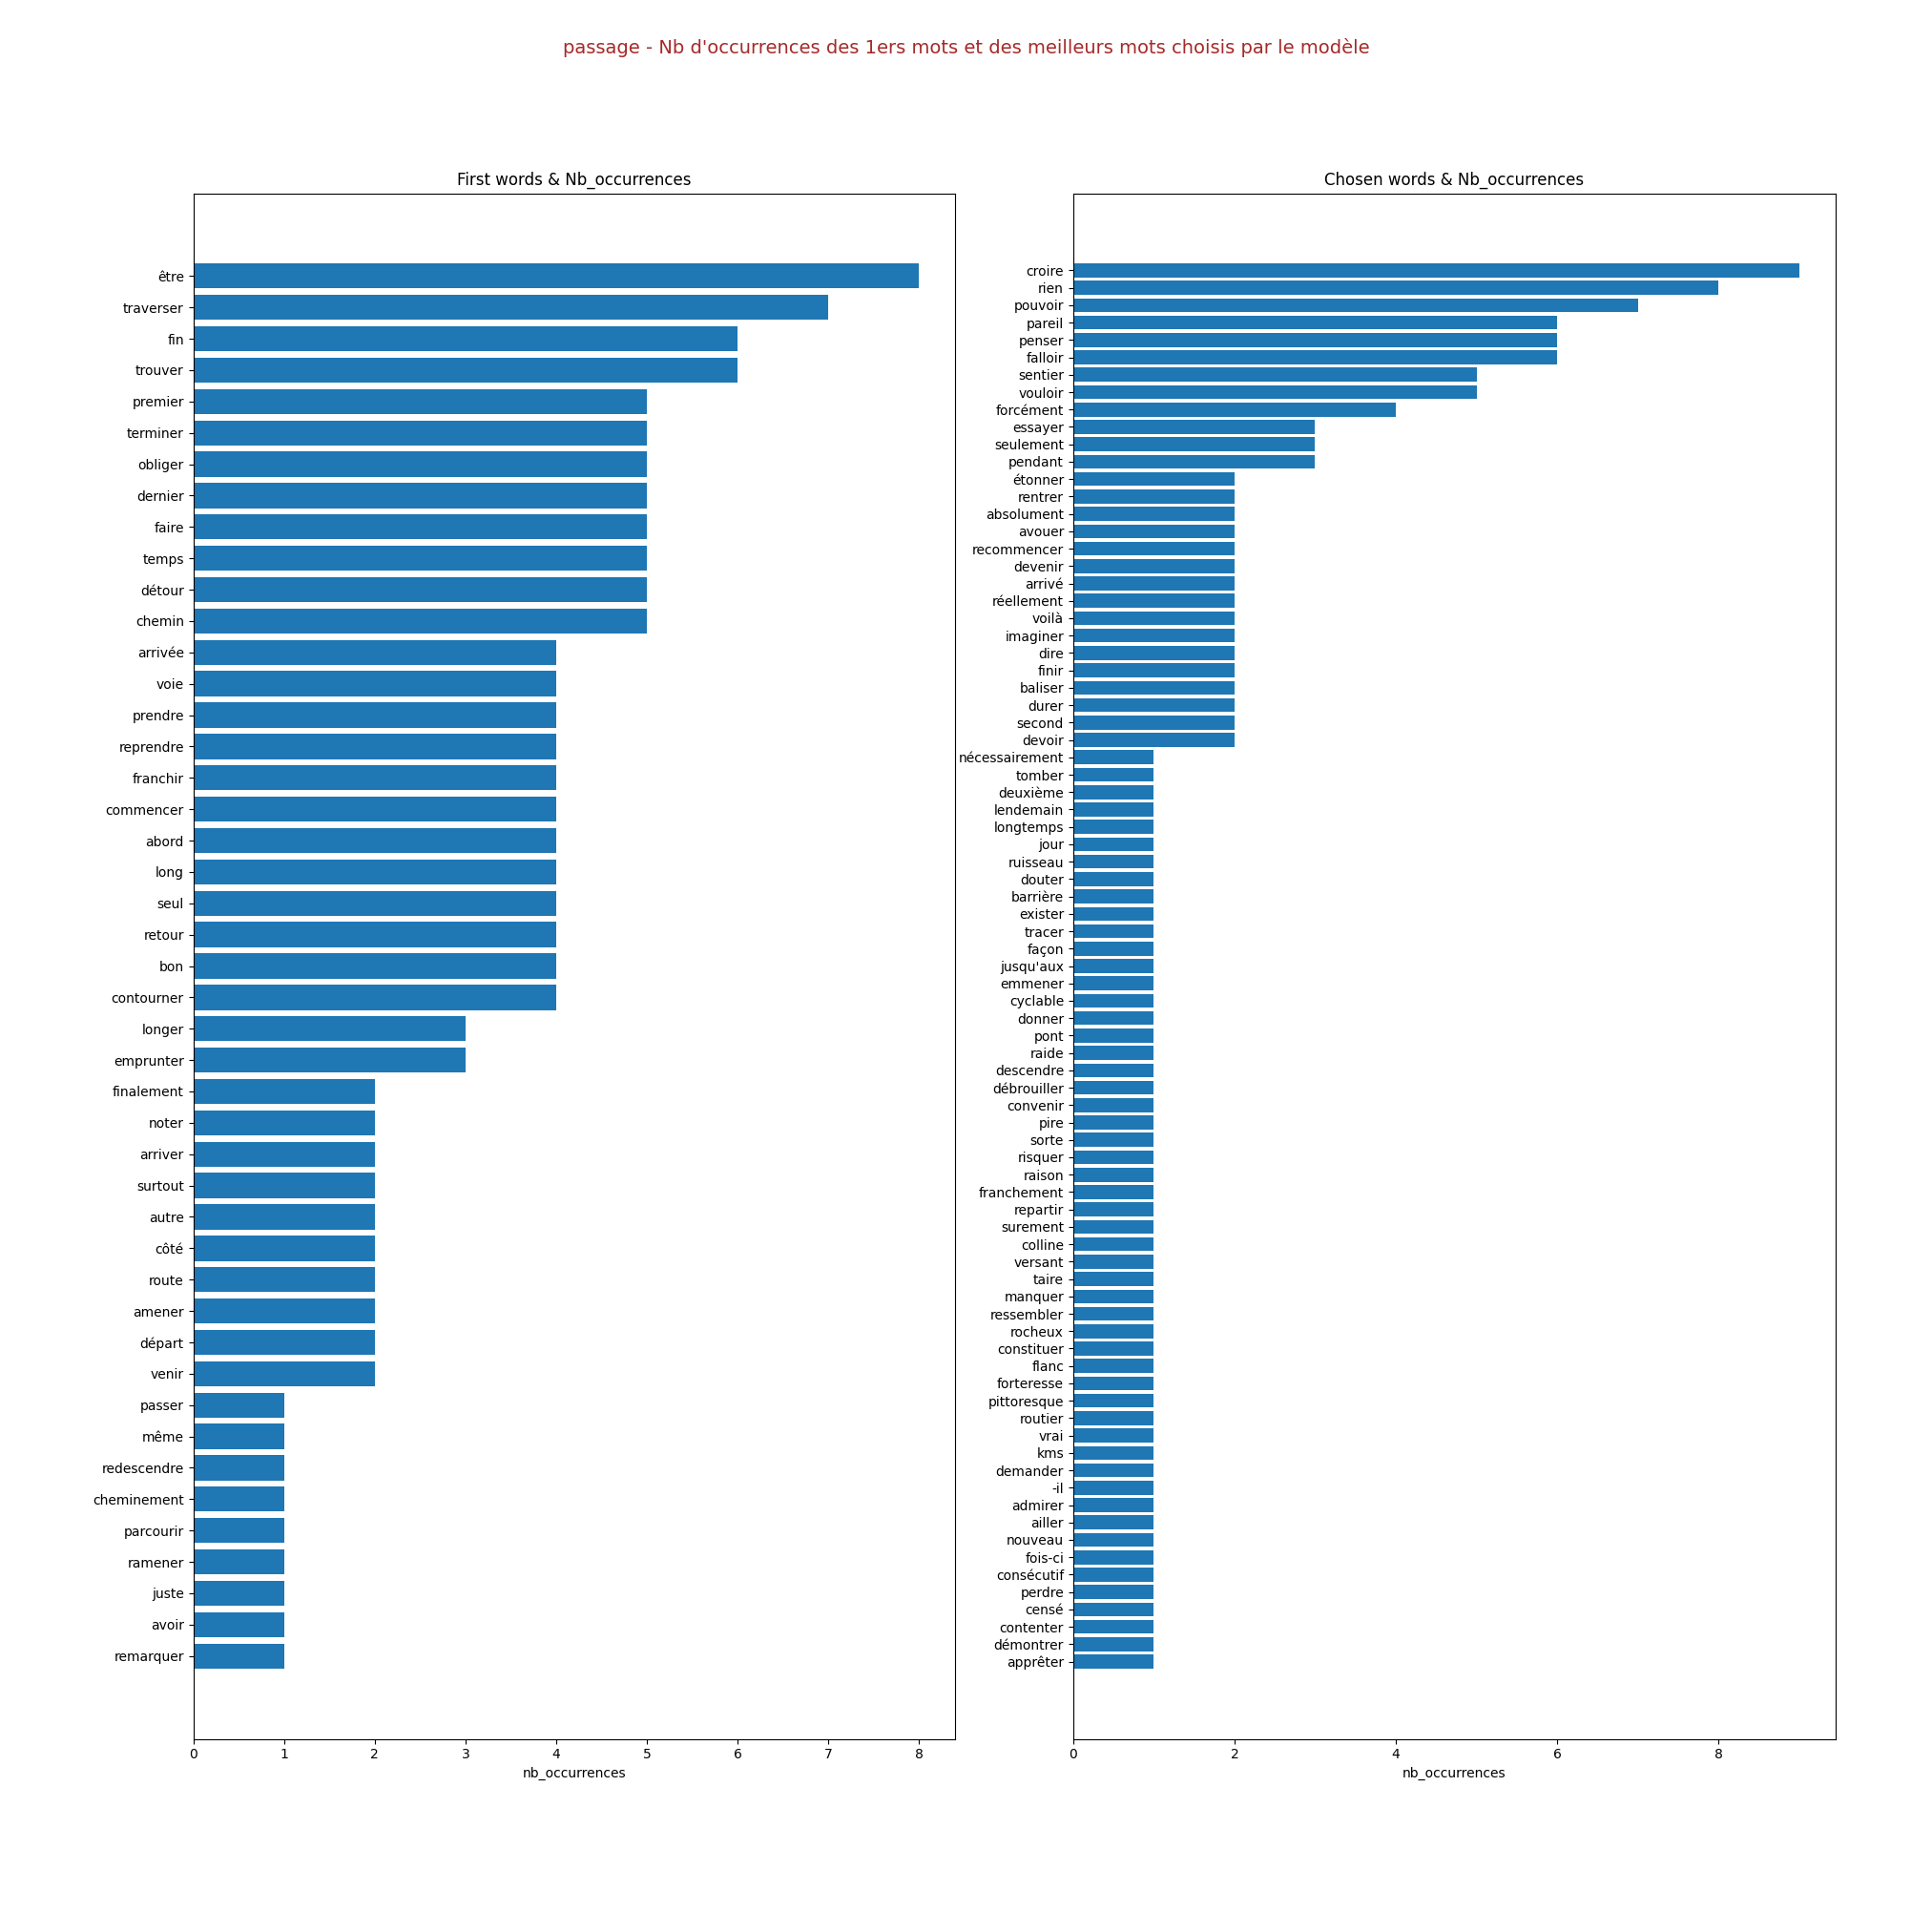 passage - Nb d'occurrences des 1ers mots et des meilleurs mots choisis par le modèle
First words & Nb_occurrences
être
traverser
fin
trouver
premier
terminer
obliger
dernier
faire
temps
détour
chemin
arrivée
voie
prendre
reprendre
franchir
commencer
abord
long
seul
retour
bon
contourner
longer
emprunter
finalement
noter
arriver
surtout
autre
côté
route
amener
départ
venir
passer
même
redescendre
cheminement
parcourir
ramener
juste
avoir
remarquer
0 1 2 3 4 5 6 7 8
nb_occurrences
Chosen words & Nb_occurrences
croire
rien
pouvoir
pareil
penser
falloir
sentier
vouloir
forcément
essayer
seulement
pendant
étonner
rentrer
absolument
avouer
recommencer
devenir
arrivé
réellement
voilà
imaginer
dire
finir
baliser
durer
second
devoir
nécessairement
tomber
deuxième
lendemain
longtemps
jour
ruisseau
douter
barrière
exister
tracer
façon
jusqu'aux
emmener
cyclable
donner
pont
raide
descendre
débrouiller
convenir
pire
sorte
risquer
raison
franchement
repartir
surement
colline
versant
taire
manquer
ressembler
rocheux
constituer
flanc
forteresse
pittoresque
routier
vrai
kms
demander
-il
admirer
ailler
nouveau
fois-ci
consécutif
perdre
censé
contenter
démontrer
apprêter
0 2 4 6 8
nb_occurrences